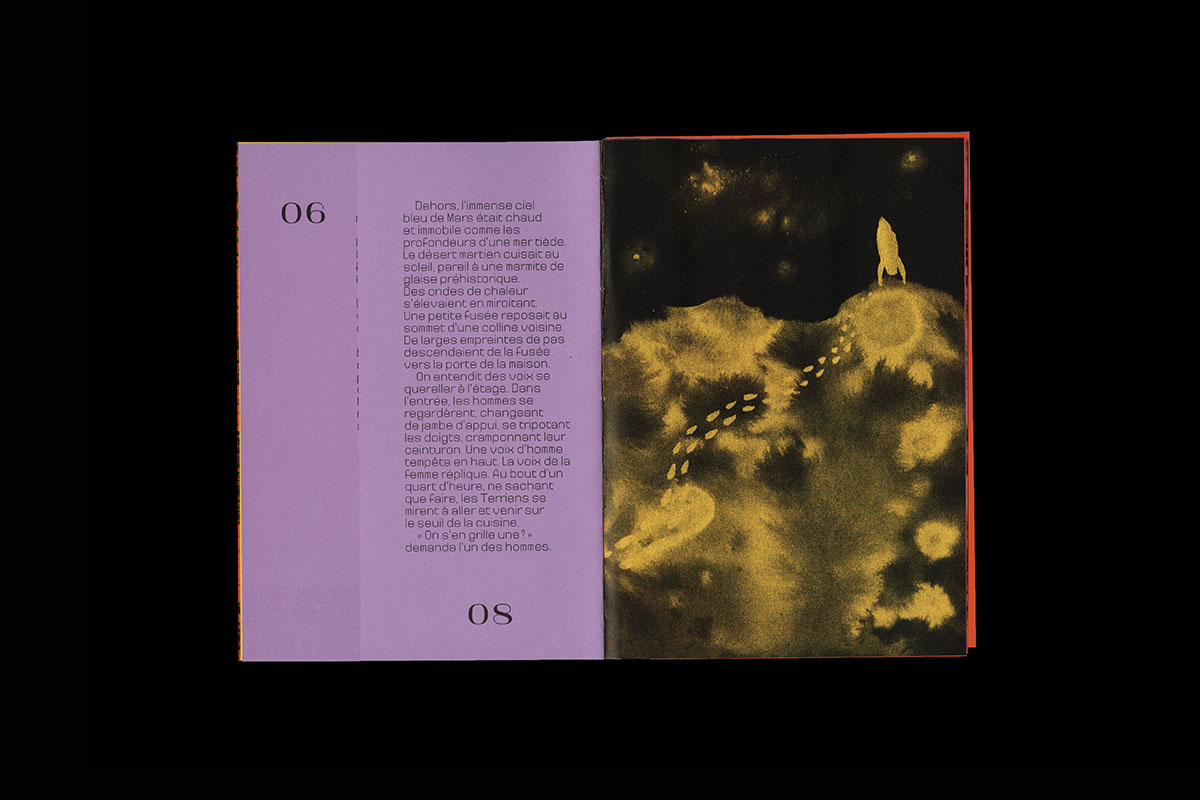 06
Dehors, l'immense ciel
bleu de Mars était chaud
et immobile comme les
profondeurs d'une mer tiède.
Le désert martien cuisait au
soleil, pareil à une marmite de
glaise préhistorique.
Des ondes de chaleur
s'élevaient en miroitant.
Une petite fusée reposait au
sommet d'une colline voisine.
De larges empreintes de pas
descendaient de la fusée
vers la porte de la maison.
On entendit des voix se
quereller à l'étage. Dans
l'entrée, les hommes se
regardèrent, changeant
de jambe d'appui, se tripotant
les doigts, cramponnant leur
ceinturon. Une voix d'homme
tempêta en haut. La voix de la
femme répliqua. Au bout d'un
quart d'heure, ne sachant
que faire, les Terriens se
mirent à aller et venir sur
le seuil de la cuisine.
« On s'en grille une ? »
demanda l'un des hommes.
08